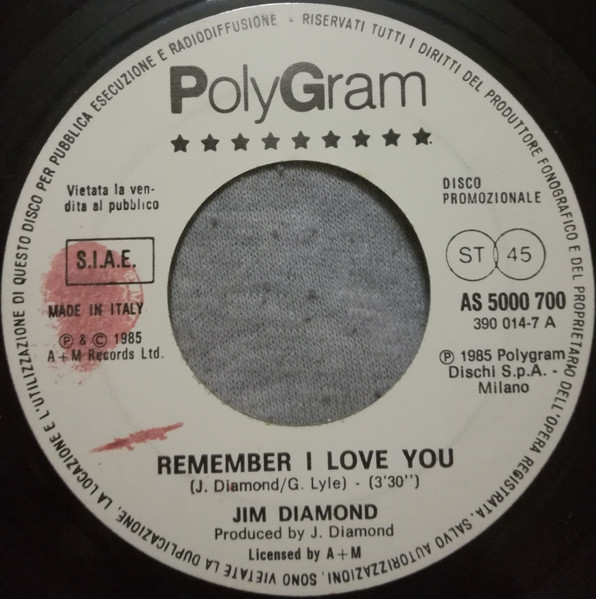 RISERVATI TUTTI I DIRITTI DEL PRODUTTORE FONOGRAFICO E DEL PROPRIETARIO DELL'OPERA REGISTRATA. SALVO AUTORIZZAZIONI, SONO VIETATE LA DUPLICAZIONE, LA LOCAZIONE E L'UTILIZZAZIONE DI QUESTO DISCO PER PUBBLICA ESECUZIONE E RADIODIFFUSIONE -
PolyGram
Vietata la ven-
dita al pubblico
DISCO
PROMOZIONALE
S.I.A.E.
ST 45
MADE IN ITALY
AS 5000 700
390 014-7 A
Ⓟ & © 1985
A+M Records Ltd.
Ⓟ 1985 Polygram
Dischi S.p.A. -
Milano
REMEMBER I LOVE YOU
(J. Diamond/G. Lyle) - (3'30")
JIM DIAMOND
Produced by J. Diamond
Licensed by A+M